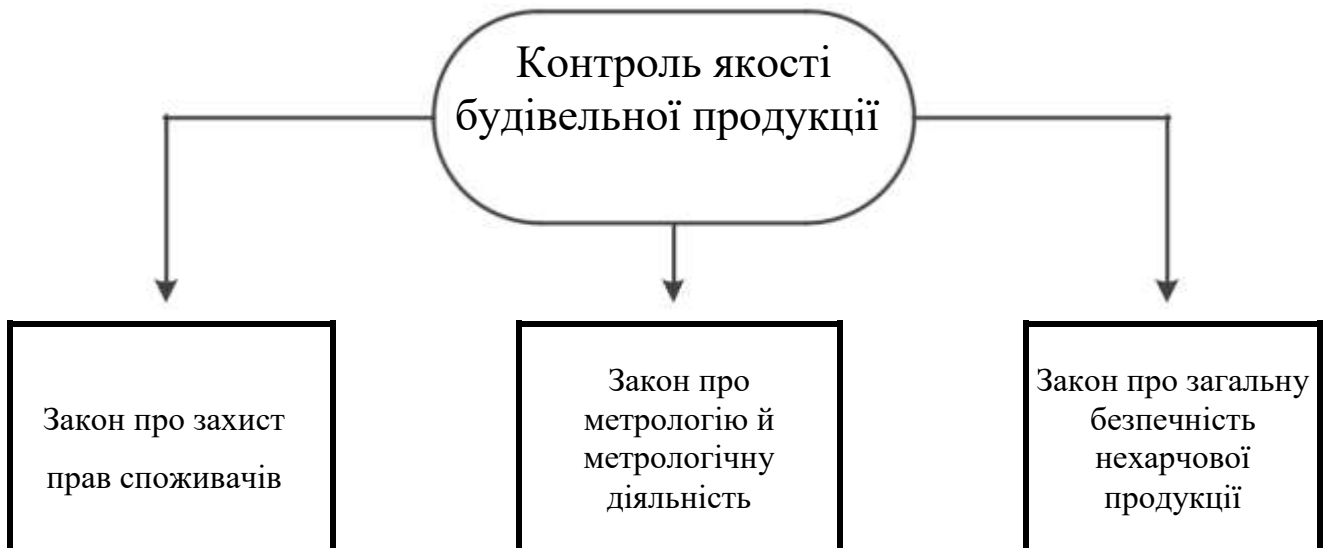 Контроль якості
будівельної продукції
Закон про захист
прав споживачів
Закон про
метрологію й
метрологічну
діяльність
Закон про загальну
безпечність
нехарчової
продукції